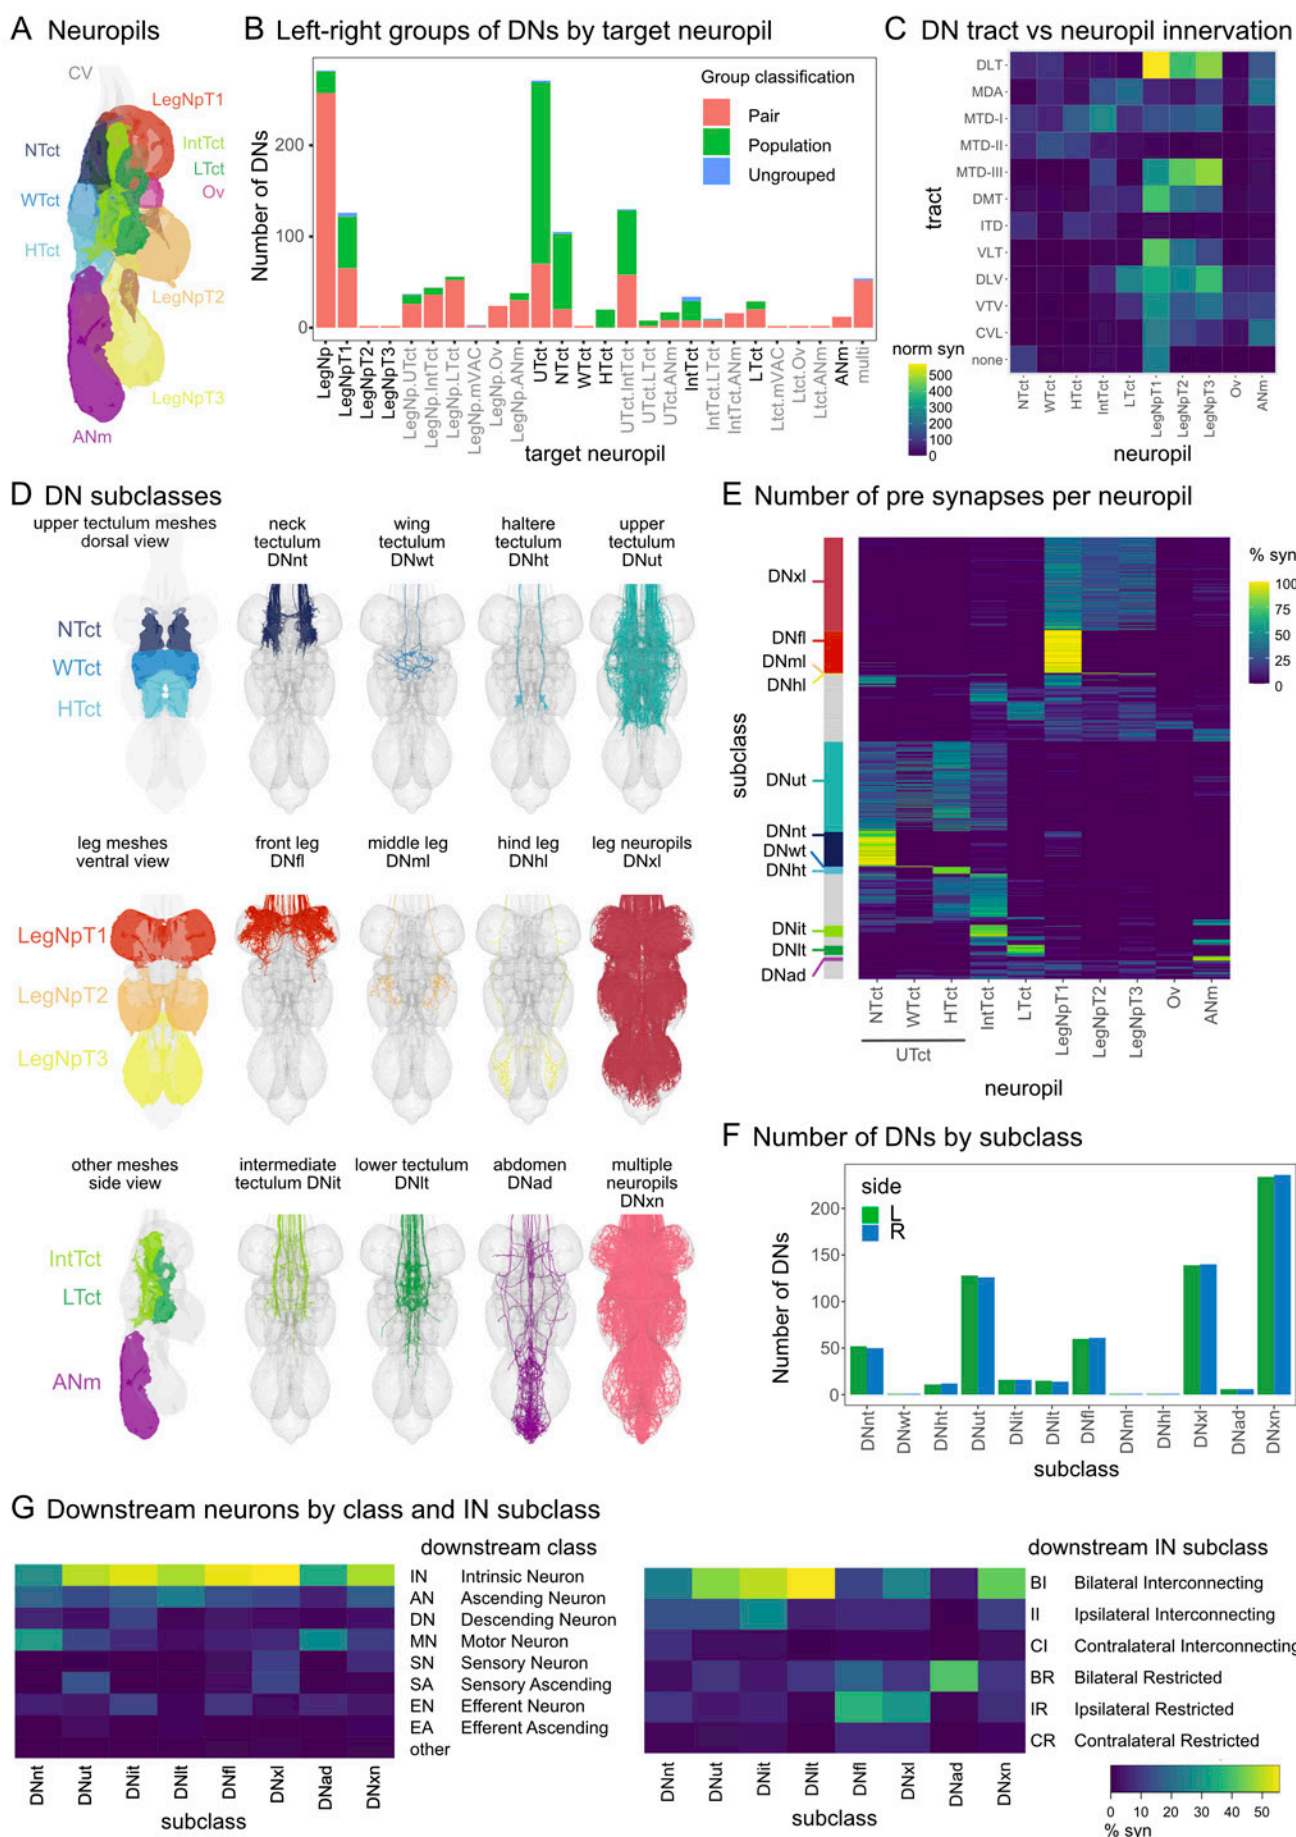 A Neuropils
CV
LegNpT1
IntTct
NTct
LTct
Ov
WTct
HTct
LegNpT2
LegNpT3
ANm
B Left-right groups of DNs by target neuropil
Group classification
Pair
Population
Ungrouped
Number of DNs
200
100
0
LegNp
LegNpT1
LegNpT2
LegNpT3
LegNp.UTct
LegNp.IntTct
LegNp.LTct
LegNp.mVAC
LegNp.Ov
LegNp.ANm
UTct
NTct
WTct
HTct
UTct.IntTct
UTct.LTct
UTct.ANm
IntTct
IntTct.LTct
IntTct.ANm
LTct
Ltct.mVAC
Ltct.Ov
Ltct.ANm
ANm
multi
target neuropil
C DN tract vs neuropil innervation
tract
DLT
MDA
MTD-I
MTD-II
MTD-III
DMT
ITD
VLT
DLV
VTV
CVL
none
norm syn
500
400
300
200
100
0
NTct
WTct
HTct
IntTct
LTct
LegNpT1
LegNpT2
LegNpT3
Ov
ANm
neuropil
D DN subclasses
upper tectulum meshes
dorsal view
neck
tectulum
DNnt
wing
tectulum
DNwt
haltere
tectulum
DNht
upper
tectulum
DNut
NTct
WTct
HTct
leg meshes
ventral view
front leg
DNfl
middle leg
DNml
hind leg
DNhl
leg neuropils
DNxl
LegNpT1
LegNpT2
LegNpT3
other meshes
side view
intermediate
tectulum DNit
lower tectulum
DNlt
abdomen
DNad
multiple
neuropils
DNxn
IntTct
LTct
ANm
E Number of pre synapses per neuropil
subclass
DNxl
DNfl
DNml
DNhl
DNut
DNnt
DNwt
DNht
DNit
DNlt
DNad
% syn
100
75
50
25
0
NTct
WTct
HTct
IntTct
LTct
LegNpT1
LegNpT2
LegNpT3
Ov
ANm
UTct
neuropil
F Number of DNs by subclass
side
L
R
Number of DNs
200
150
100
50
0
DNnt
DNwt
DNht
DNut
DNit
DNlt
DNfl
DNml
DNhl
DNxl
DNad
DNxn
subclass
G Downstream neurons by class and IN subclass
downstream class
IN Intrinsic Neuron
AN Ascending Neuron
DN Descending Neuron
MN Motor Neuron
SN Sensory Neuron
SA Sensory Ascending
EN Efferent Neuron
EA Efferent Ascending
other
DNnt
DNut
DNit
DNlt
DNfl
DNxl
DNad
DNxn
subclass
downstream IN subclass
BI Bilateral Interconnecting
II Ipsilateral Interconnecting
CI Contralateral Interconnecting
BR Bilateral Restricted
IR Ipsilateral Restricted
CR Contralateral Restricted
DNnt
DNut
DNit
DNlt
DNfl
DNxl
DNad
DNxn
subclass
0 10 20 30 40 50
% syn